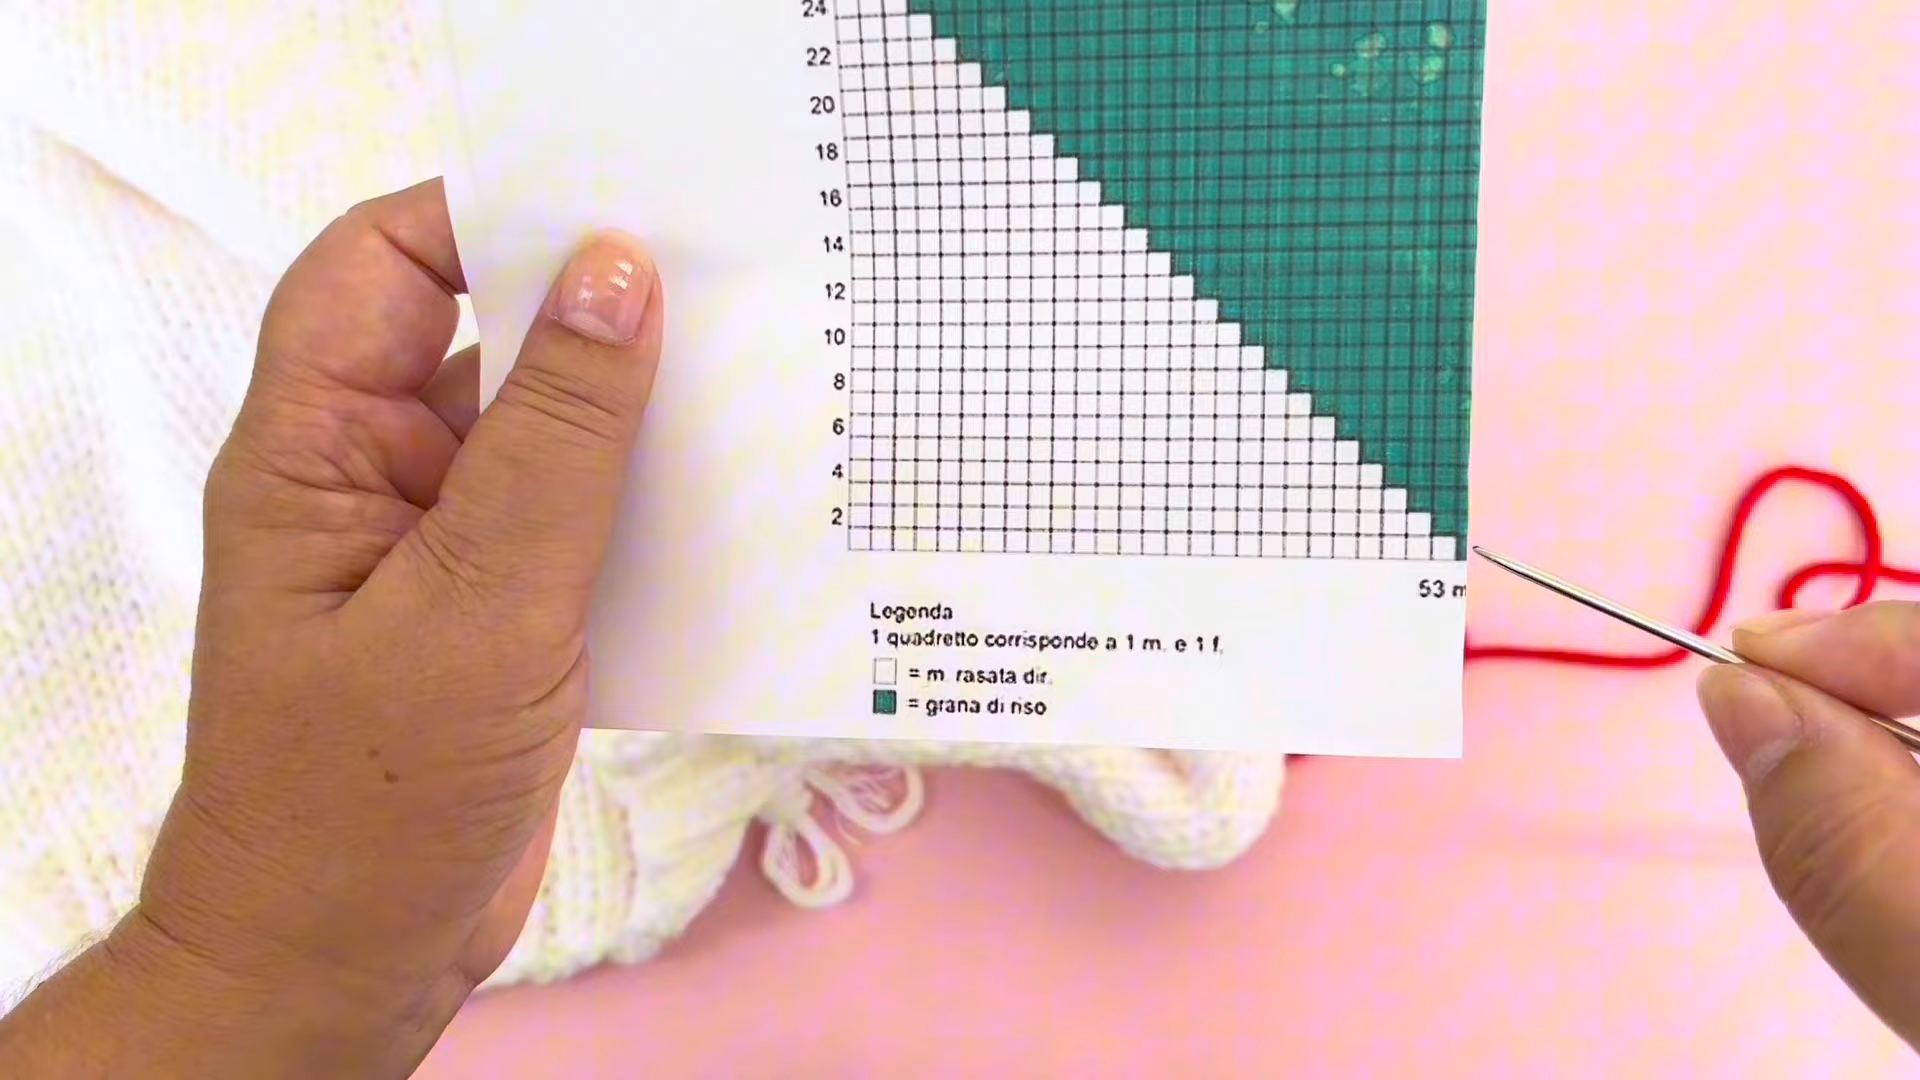 24
22
20
18
16
14
12
10
8
6
4
2
53 m
Legenda
1 quadretto corrisponde a 1 m. e 1 f.
= m. rasata dir.
= grana di riso